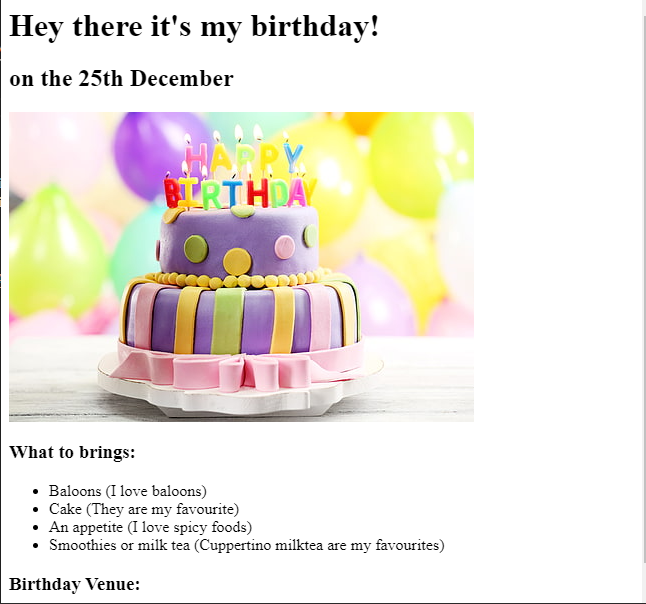 Hey there it's my birthday!
on the 25th December
HAPPY
BIRTHDAY
What to brings:
Baloons (I love baloons)
Cake (They are my favourite)
An appetite (I love spicy foods)
Smoothies or milk tea (Cuppertino milktea are my favourites)
Birthday Venue: